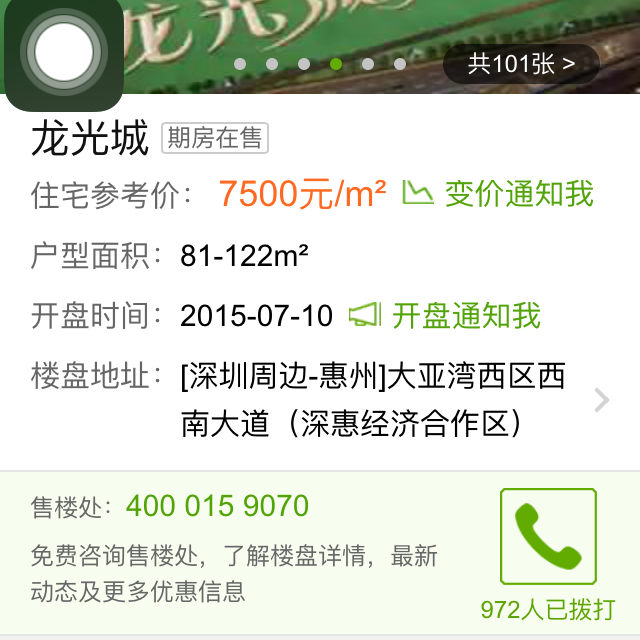 龙光城
共101张 >
龙光城 期房在售
住宅参考价： 7500元/m² 变价通知我
户型面积：81-122m²
开盘时间：2015-07-10 开盘通知我
楼盘地址：[深圳周边-惠州]大亚湾西区西
南大道（深惠经济合作区）
售楼处：400 015 9070
免费咨询售楼处，了解楼盘详情，最新
动态及更多优惠信息
972人已拨打